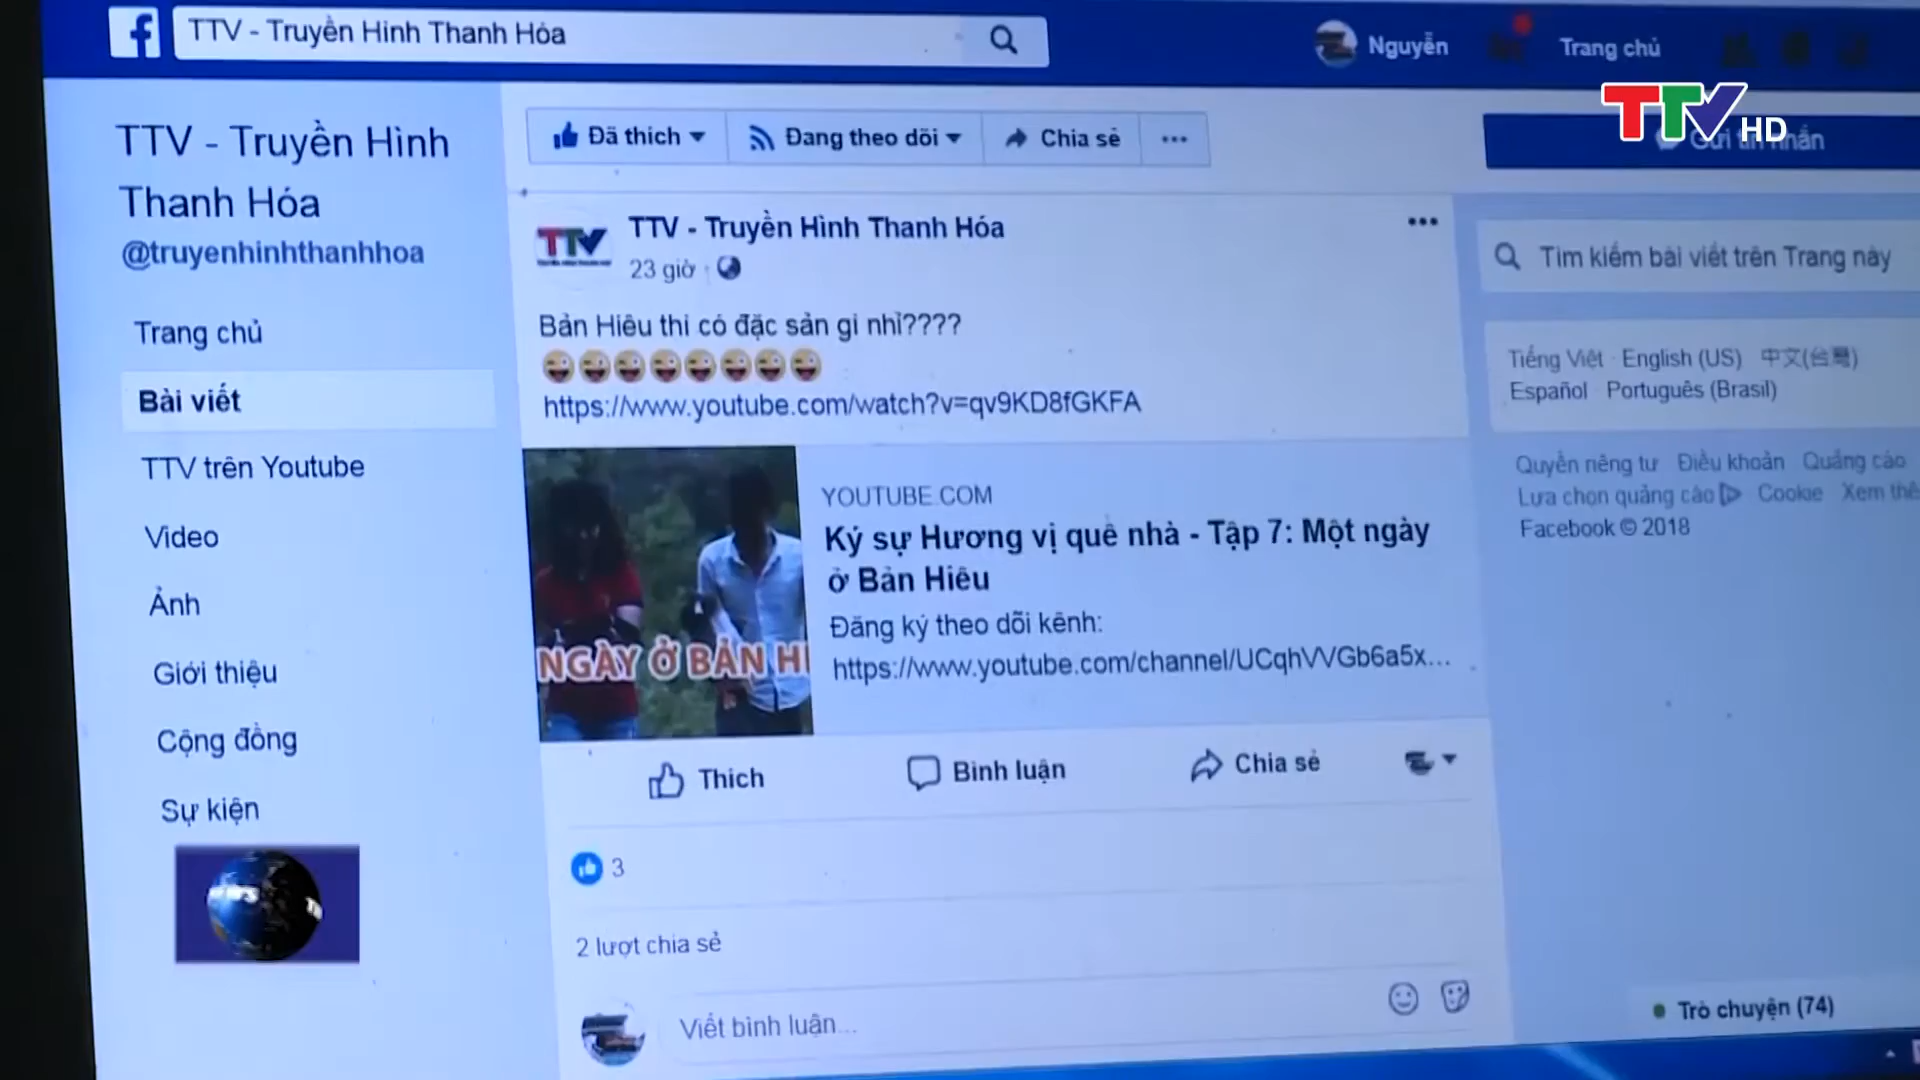 TTV - Truyền Hình Thanh Hóa
Nguyễn
Trang chủ
TTV HD
TTV - Truyền Hình
Thanh Hóa
@truyenhinhthanhhoa
Trang chủ
Bài viết
TTV trên Youtube
Video
Ảnh
Giới thiệu
Cộng đồng
Sự kiện
Đã thích
Đang theo dõi
Chia sẻ
Gửi tin nhắn
TTV
TTV - Truyền Hình Thanh Hóa
23 giờ
Bản Hiêu thì có đặc sản gì nhỉ????
https://www.youtube.com/watch?v=qv9KD8fGKFA
NGÀY Ở BẢN HI
YOUTUBE.COM
Ký sự Hương vị quê nhà - Tập 7: Một ngày
ở Bản Hiêu
Đăng ký theo dõi kênh:
https://www.youtube.com/channel/UCqhVVGb6a5x...
Thích
Bình luận
Chia sẻ
3
2 lượt chia sẻ
Viết bình luận...
Tìm kiếm bài viết trên Trang này
Tiếng Việt · English (US) 中文(台灣)
Español Português (Brasil)
Quyền riêng tư Điều khoản Quảng cáo
Lựa chọn quảng cáo Cookie Xem thê
Facebook © 2018
Trò chuyện (74)